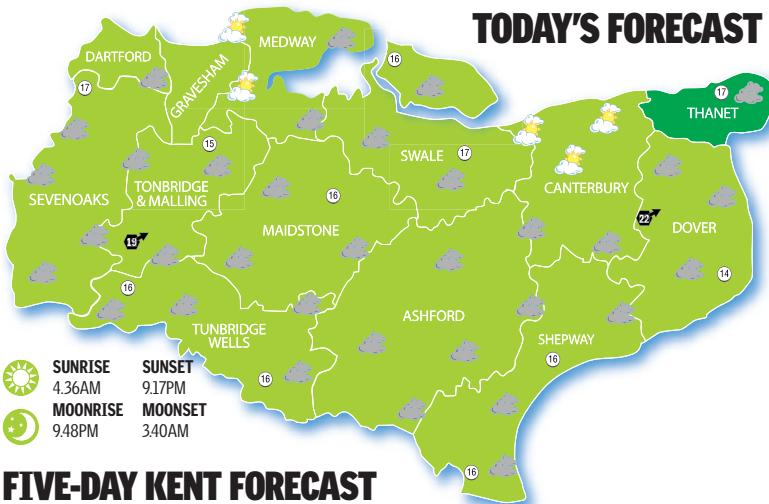 TODAY'S FORECAST
MEDWAY
DARTFORD
GRAVESHAM
16
17
17
THANET
15
SWALE
17
TONBRIDGE
& MALLING
SEVENOAKS
16
CANTERBURY
MAIDSTONE
19
22
DOVER
14
16
ASHFORD
TUNBRIDGE
WELLS
SHEPWAY
16
16
16
SUNRISE SUNSET
4.36AM 9.17PM
MOONRISE MOONSET
9.48PM 3.40AM
FIVE-DAY KENT FORECAST